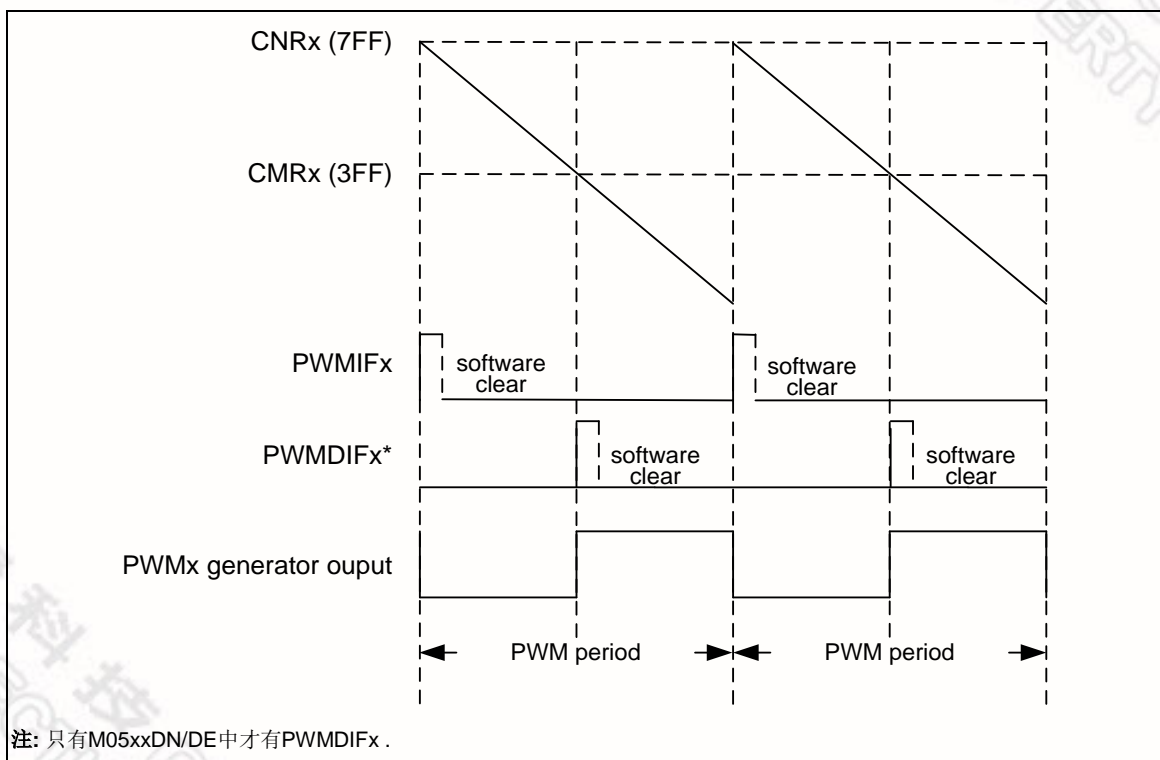 CNRx (7FF)
CMRx (3FF)
PWMIFx
software
clear
software
clear
PWMDIFx*
software
clear
software
clear
PWMx generator ouput
PWM period
PWM period
注: 只有M05xxDN/DE中才有PWMDIFx .